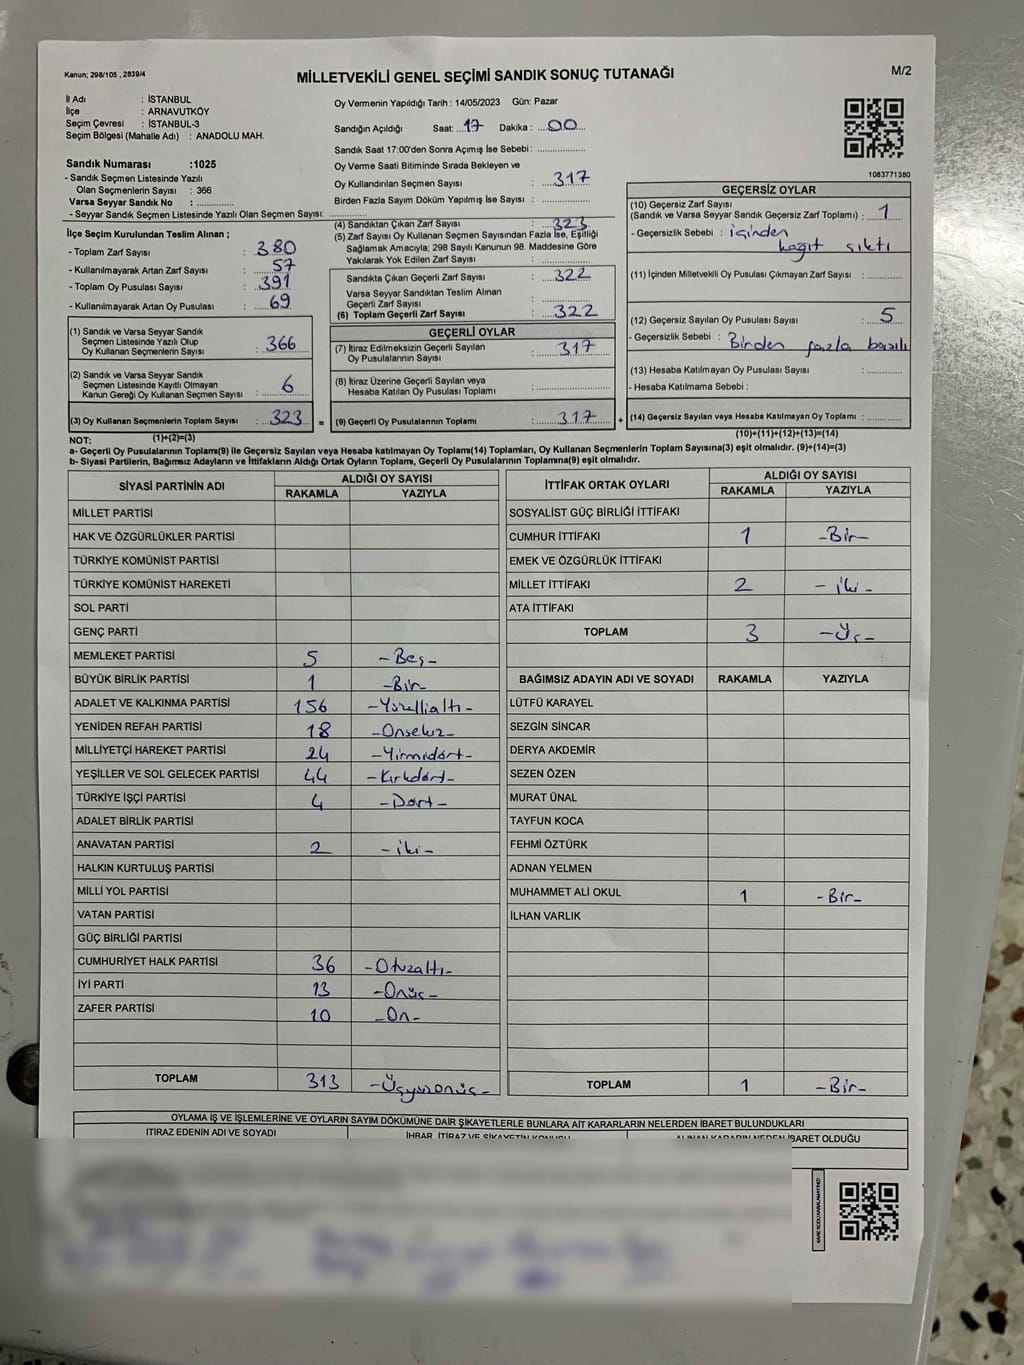 Kanun; 298/105 , 2839/4
MİLLETVEKİLİ GENEL SEÇİMİ SANDIK SONUÇ TUTANAĞI
M/2
İl Adı : İSTANBUL
İlçe : ARNAVUTKÖY
Seçim Çevresi : İSTANBUL-3
Seçim Bölgesi (Mahalle Adı) : ANADOLU MAH.
Sandık Numarası :1025
- Sandık Seçmen Listesinde Yazılı
Olan Seçmenlerin Sayısı : 366
Varsa Seyyar Sandık No : ..............
- Seyyar Sandık Seçmen Listesinde Yazılı Olan Seçmen Sayısı: ..............
İlçe Seçim Kurulundan Teslim Alınan ;
- Toplam Zarf Sayısı : 380
- Kullanılmayarak Artan Zarf Sayısı : 57
- Toplam Oy Pusulası Sayısı : 391
- Kullanılmayarak Artan Oy Pusulası : 69
(1) Sandık ve Varsa Seyyar Sandık
Seçmen Listesinde Yazılı Olup
Oy Kullanan Seçmenlerin Sayısı : 366
(2) Sandık ve Varsa Seyyar Sandık
Seçmen Listesinde Kayıtlı Olmayan
Kanun Gereği Oy Kullanan Seçmen Sayısı : 6
(3) Oy Kullanan Seçmenlerin Toplam Sayısı : 323 =
Oy Vermenin Yapıldığı Tarih : 14/05/2023 Gün: Pazar
Sandığın Açıldığı Saat: 17 Dakika : 00
Sandık Saat 17:00'den Sonra Açımış İse Sebebi: ..............
Oy Verme Saati Bitiminde Sırada Bekleyen ve
Oy Kullandırılan Seçmen Sayısı : 317
Birden Fazla Sayım Döküm Yapılmış İse Sayısı : ..............
(4) Sandıktan Çıkan Zarf Sayısı : 323
(5) Zarf Sayısı Oy Kullanan Seçmen Sayısından Fazla İse, Eşitliği
Sağlamak Amacıyla; 298 Sayılı Kanunun 98. Maddesine Göre
Yakılarak Yok Edilen Zarf Sayısı : ..............
Sandıkta Çıkan Geçerli Zarf Sayısı : 322
Varsa Seyyar Sandıktan Teslim Alınan
Geçerli Zarf Sayısı : ..............
(6) Toplam Geçerli Zarf Sayısı : 322
GEÇERLİ OYLAR
(7) İtiraz Edilmeksizin Geçerli Sayılan
Oy Pusulalarının Sayısı : 317
(8) İtiraz Üzerine Geçerli Sayılan veya
Hesaba Katılan Oy Pusulası Toplamı : ..............
(9) Geçerli Oy Pusulalarının Toplamı : 317 +
1083771380
GEÇERSİZ OYLAR
(10) Geçersiz Zarf Sayısı
(Sandık ve Varsa Seyyar Sandık Geçersiz Zarf Toplamı) : 1
- Geçersizlik Sebebi : içinden
kağıt çıktı
(11) İçinden Milletvekil Oy Pusulası Çıkmayan Zarf Sayısı : ..............
(12) Geçersiz Sayılan Oy Pusulası Sayısı : 5
- Geçersizlik Sebebi : Birden fazla basılı
(13) Hesaba Katılmayan Oy Pusulası Sayısı : ..............
- Hesaba Katılmama Sebebi :
(14) Geçersiz Sayılan veya Hesaba Katılmayan Oy Toplamı : ..............
NOT: (1)+(2)=(3) (10)+(11)+(12)+(13)=(14)
a- Geçerli Oy Pusulalarının Toplam(9) ile Geçersiz Sayılan veya Hesaba katılmayan Oy Toplam(14) Toplamları, Oy Kullanan Seçmenlerin Toplam Sayısına(3) eşit olmalıdır. (9)+(14)=(3)
b- Siyasi Partilerin, Bağımsız Adayların ve İttifakların Aldığı Ortak Oyların Toplamı, Geçerli Oy Pusulalarının Toplamına(9) eşit olmalıdır.
SİYASİ PARTİNİN ADI ALDIĞI OY SAYISI
RAKAMLA YAZIYLA
MİLLET PARTİSİ
HAK VE ÖZGÜRLÜKLER PARTİSİ
TÜRKİYE KOMÜNİST PARTİSİ
TÜRKİYE KOMÜNİST HAREKETİ
SOL PARTİ
GENÇ PARTİ
MEMLEKET PARTİSİ 5 -Beş-
BÜYÜK BİRLİK PARTİSİ 1 -Bir-
ADALET VE KALKINMA PARTİSİ 156 -Yüzellialtı-
YENİDEN REFAH PARTİSİ 18 -Onsekiz-
MİLLİYETÇİ HAREKET PARTİSİ 24 -Yirmidört-
YEŞİLLER VE SOL GELECEK PARTİSİ 44 -Kırkdört-
TÜRKİYE İŞÇİ PARTİSİ 4 -Dört-
ADALET BİRLİK PARTİSİ
ANAVATAN PARTİSİ 2 -iki-
HALKIN KURTULUŞ PARTİSİ
MİLLİ YOL PARTİSİ
VATAN PARTİSİ
GÜÇ BİRLİĞİ PARTİSİ
CUMHURİYET HALK PARTİSİ 36 -Otuzaltı-
İYİ PARTİ 13 -Onüç-
ZAFER PARTİSİ 10 -On-
TOPLAM 313 -Üçyüzonüç-
İTTİFAK ORTAK OYLARI ALDIĞI OY SAYISI
RAKAMLA YAZIYLA
SOSYALİST GÜÇ BİRLİĞİ İTTİFAKI
CUMHUR İTTİFAKI 1 -Bir-
EMEK VE ÖZGÜRLÜK İTTİFAKI
MİLLET İTTİFAKI 2 -iki-
ATA İTTİFAKI
TOPLAM 3 -Üç-
BAĞIMSIZ ADAYIN ADI VE SOYADI RAKAMLA YAZIYLA
LÜTFÜ KARAYEL
SEZGİN SİNCAR
DERYA AKDEMİR
SEZEN ÖZEN
MURAT ÜNAL
TAYFUN KOCA
FEHMİ ÖZTÜRK
ADNAN YELMEN
MUHAMMET ALİ OKUL 1 -Bir-
İLHAN VARLIK
TOPLAM 1 -Bir-
OYLAMA İŞ VE İŞLEMLERİNE VE OYLARIN SAYIM DÖKÜMÜNE DAİR ŞİKAYETLERLE BUNLARA AİT KARARLARIN NELERDEN İBARET BULUNDUKLARI
İTİRAZ EDENİN ADI VE SOYADI İHBAR, İTİRAZ VE ŞİKAYETİN KONUSU ALINAN KARARIN NEDEN İBARET OLDUĞU